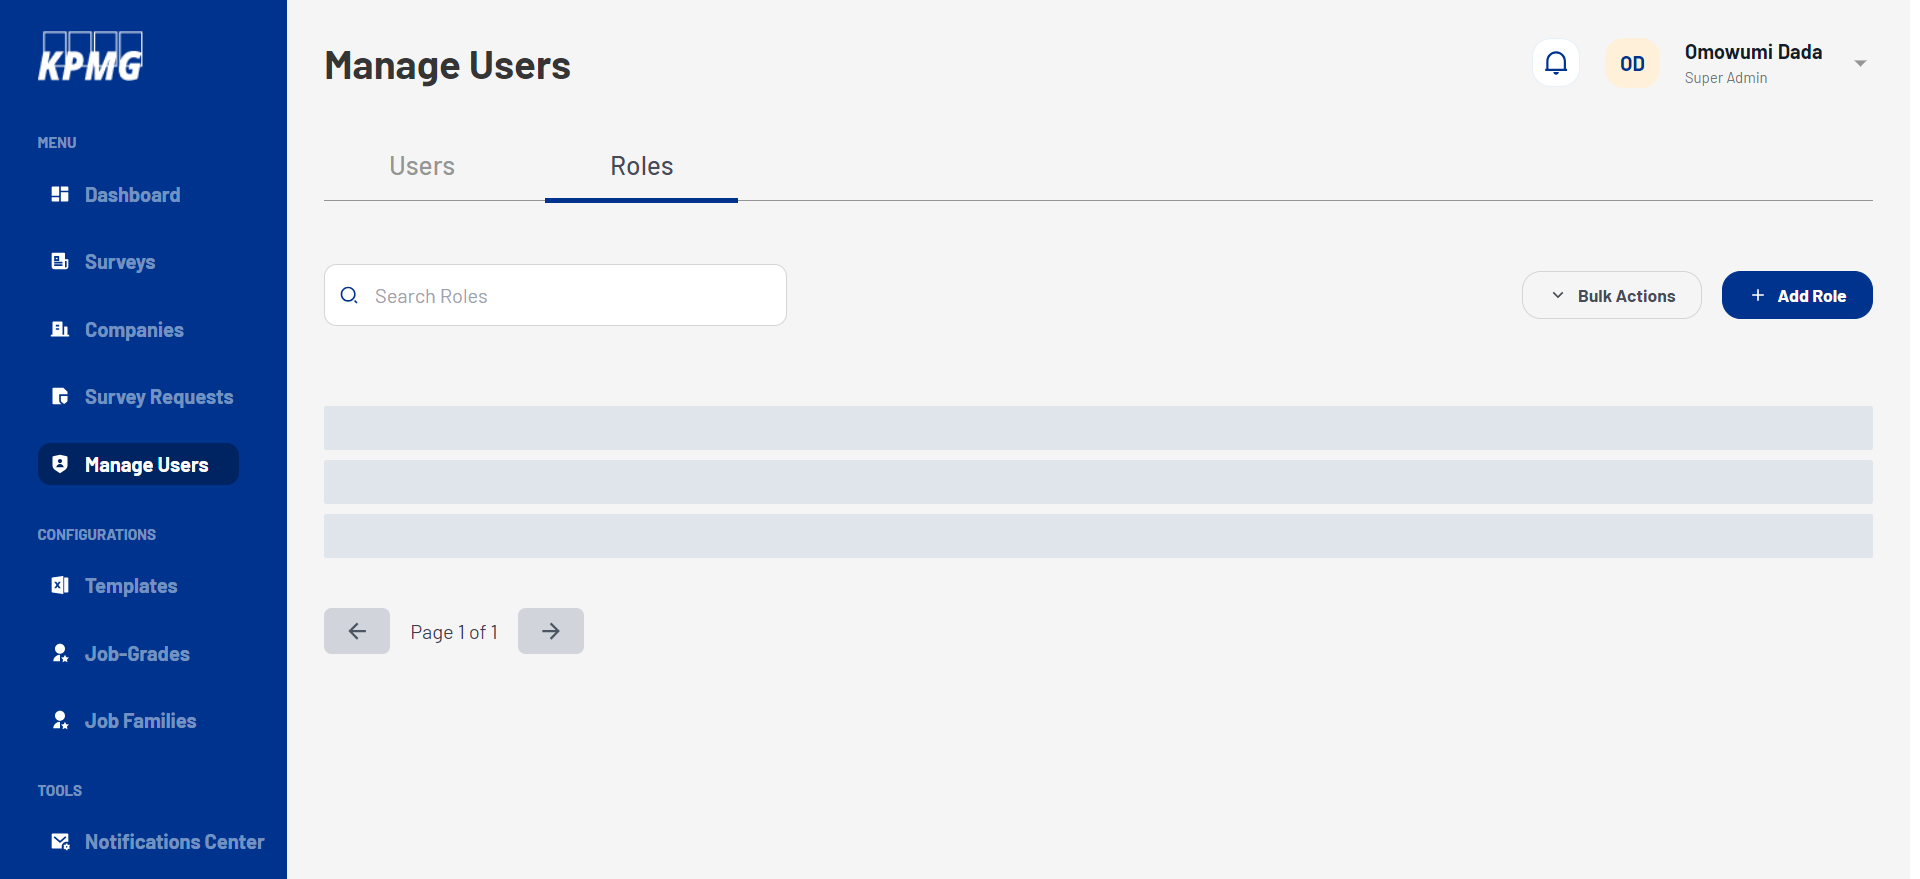 KPMG
MENU
Dashboard
Surveys
Companies
Survey Requests
Manage Users
CONFIGURATIONS
Templates
Job-Grades
Job Families
TOOLS
Notifications Center
Manage Users
OD
Omowumi Dada
Super Admin
Users
Roles
Search Roles
Bulk Actions
Add Role
Page 1 of 1